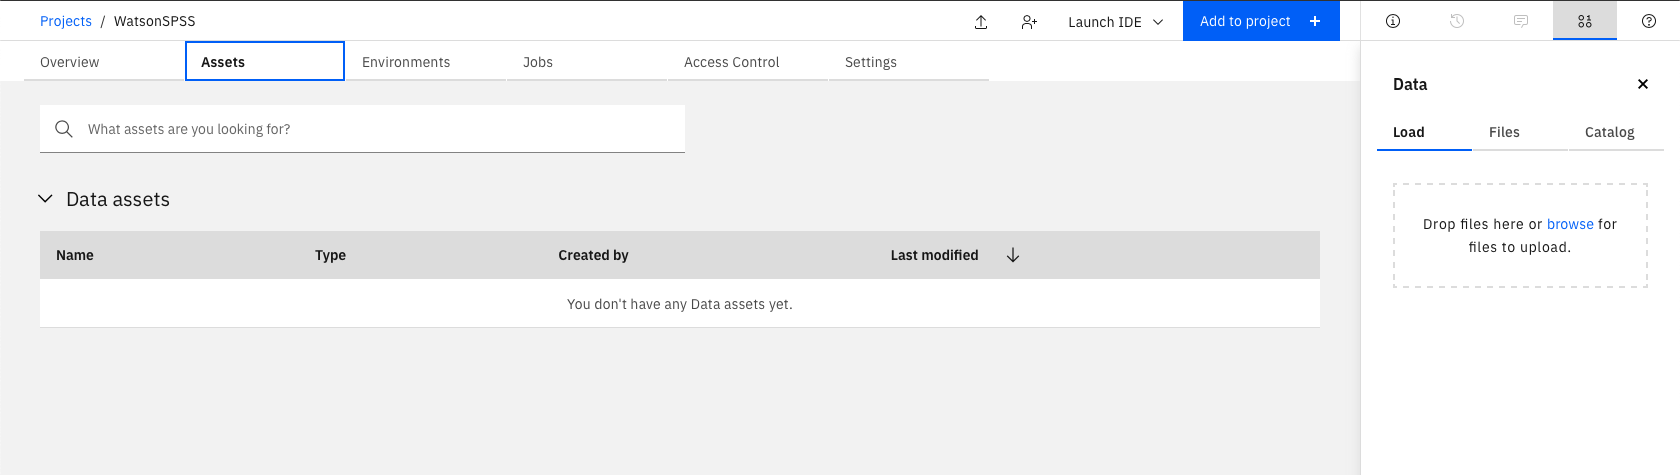 Projects / WatsonSPSS
Launch IDE
Add to project +
Overview
Assets
Environments
Jobs
Access Control
Settings
What assets are you looking for?
Data assets
Name
Type
Created by
Last modified
You don't have any Data assets yet.
Data
Load
Files
Catalog
Drop files here or browse for
files to upload.